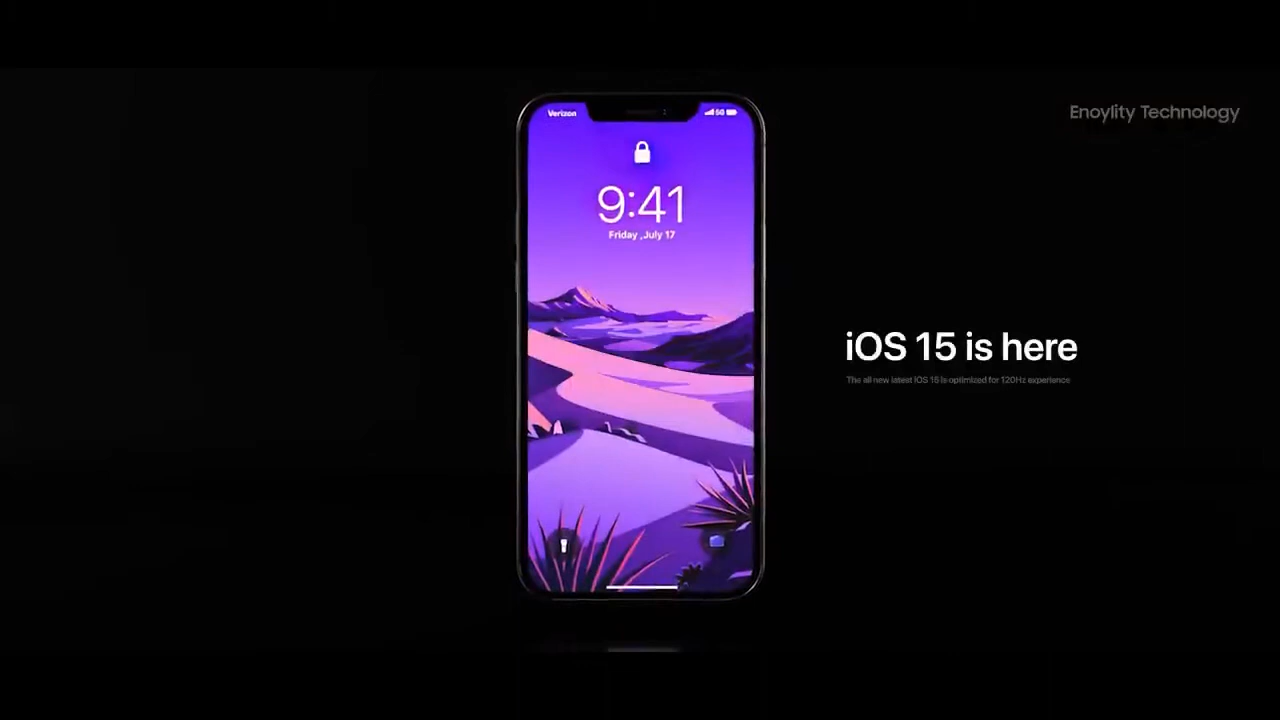 Enoylity Technology
Verizon
5G
9:41
Friday ,July 17
iOS 15 is here
The all new latest iOS 15 is optimized for 120Hz experience